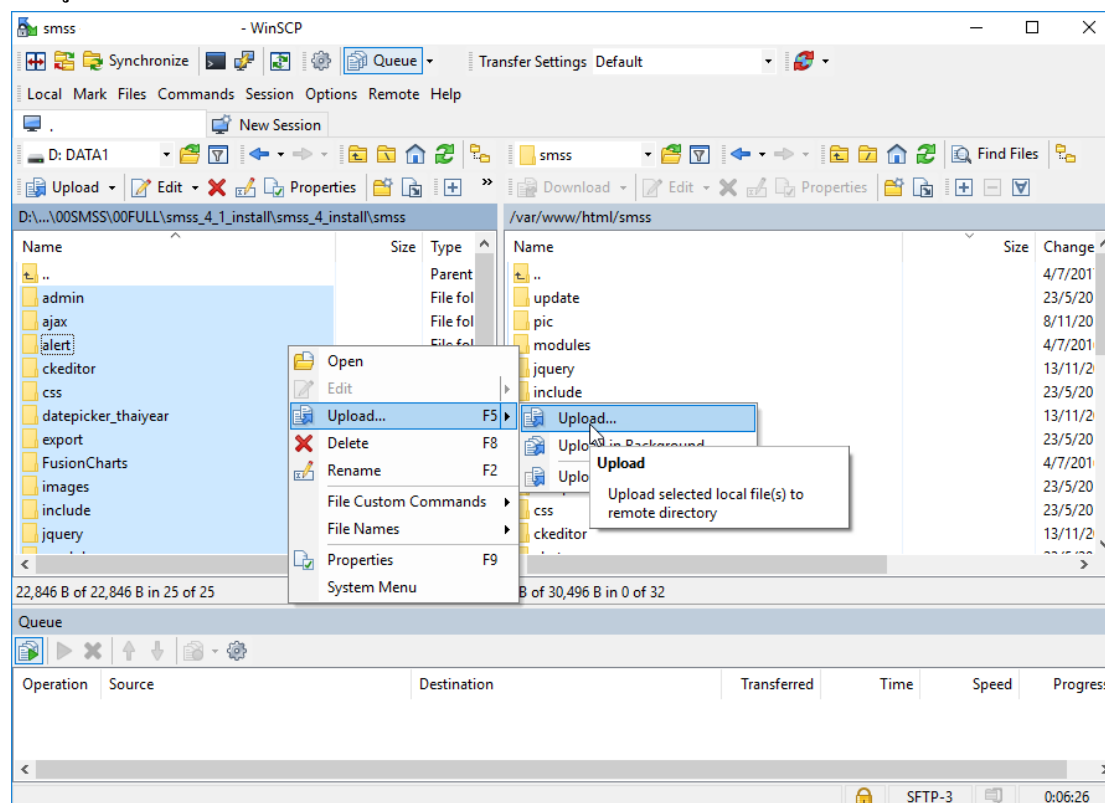 smss - WinSCP
Synchronize Queue Transfer Settings Default
Local Mark Files Commands Session Options Remote Help
. New Session
D: DATA1 smss Find Files
Upload Edit Properties » Download Edit Properties
D:\...\00SMSS\00FULL\smss_4_1_install\smss_4_install\smss /var/www/html/smss
Name Size Type Name Size Change
.. Parent .. 4/7/201
admin File fol update 23/5/20
ajax File fol pic 8/11/20
alert File fol modules 4/7/201
ckeditor jquery 13/11/2
css include 23/5/20
datepicker_thaiyear 13/11/2
export 23/5/20
FusionCharts 4/7/201
images 23/5/20
include css 23/5/20
jquery ckeditor 13/11/2
Open
Edit
Upload... F5
Delete F8
Rename F2
File Custom Commands
File Names
Properties F9
System Menu
Upload...
Upload in Background
Uplo
Upload
Upload selected local file(s) to
remote directory
22,846 B of 22,846 B in 25 of 25 B of 30,496 B in 0 of 32
Queue
Operation Source Destination Transferred Time Speed Progres
SFTP-3 0:06:26